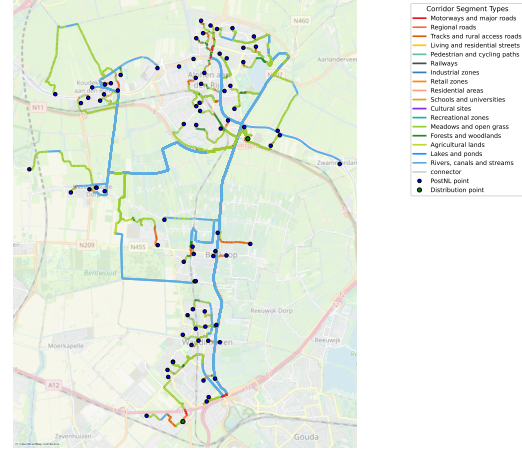 Corridor Segment Types
Motorways and major roads
Regional roads
Tracks and rural access roads
Living and residential streets
Pedestrian and cycling paths
Railways
Industrial zones
Retail zones
Residential areas
Schools and universities
Cultural sites
Recreational zones
Meadows and open grass
Forests and woodlands
Agricultural lands
Lakes and ponds
Rivers, canals and streams
connector
PostNL point
Distribution point
N460
Aarlanderveen
N11
Zwammerdam
N209
N455
Bentwoud
Reeuwijk-Dorp
Moerkapelle
Reeuwijk
A12
Zevenhuizen
Gouda